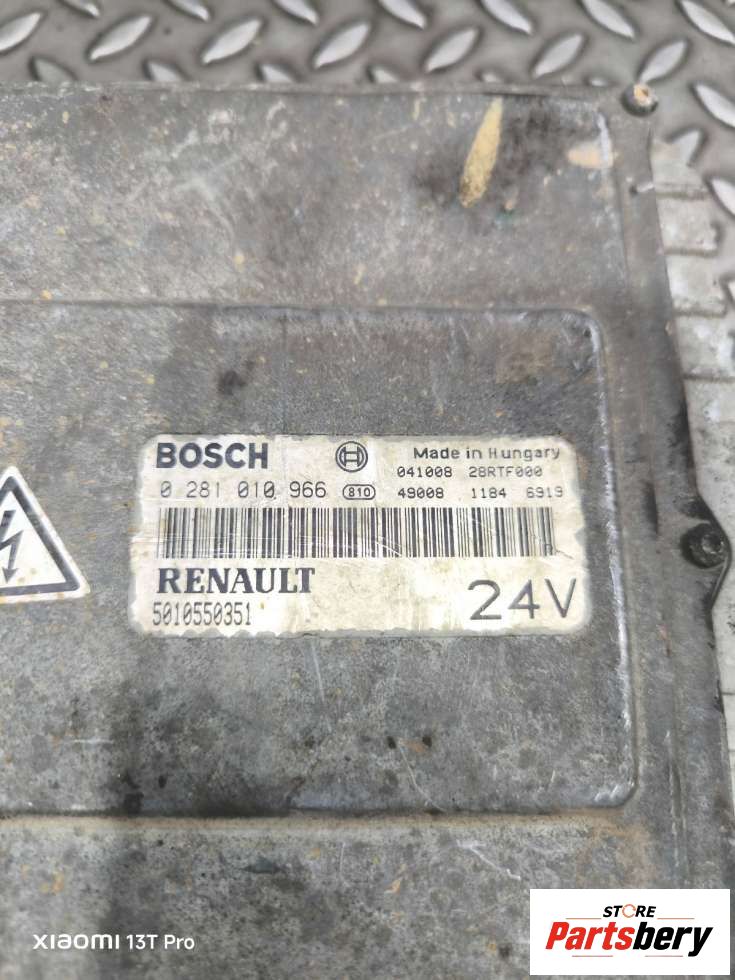 BOSCH Made in Hungary
041008 28RTF000
0 281 010 966 810 49008 1184 6919
RENAULT
5010550351 24V
XIAOMI 13T Pro
STORE
Partsbery